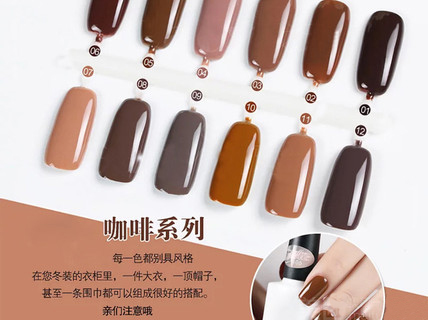 06 05 04 03 02 01
07 08 09 10 11 12
咖啡系列
每一色都别具风格
在您冬装的衣柜里，一件大衣，一顶帽子，
甚至一条围巾都可以组成很好的搭配。
亲们注意哦